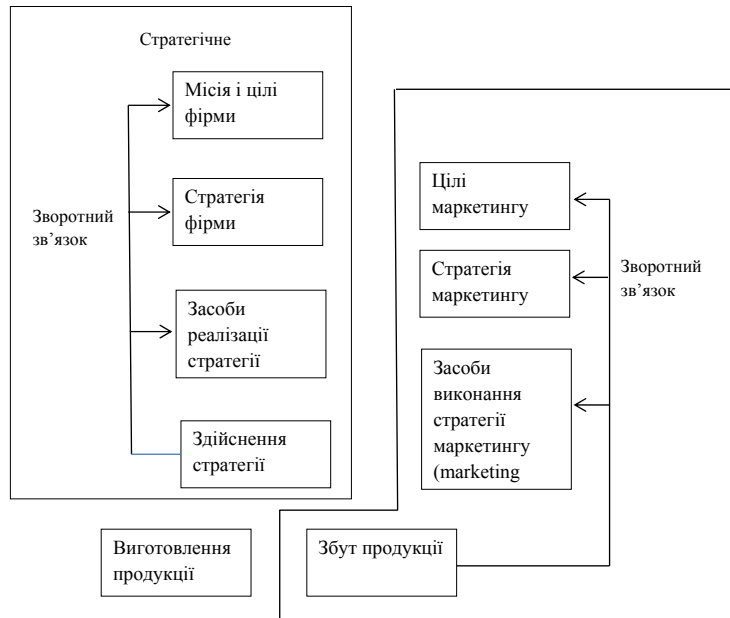 Стратегічне
Місія і цілі
фірми
Стратегія
фірми
Зворотний
зв’язок
Засоби
реалізації
стратегії
Здійснення
стратегії
Цілі
маркетингу
Стратегія
маркетингу
Зворотний
зв’язок
Засоби
виконання
стратегії
маркетингу
(marketing
Виготовлення
продукції
Збут продукції